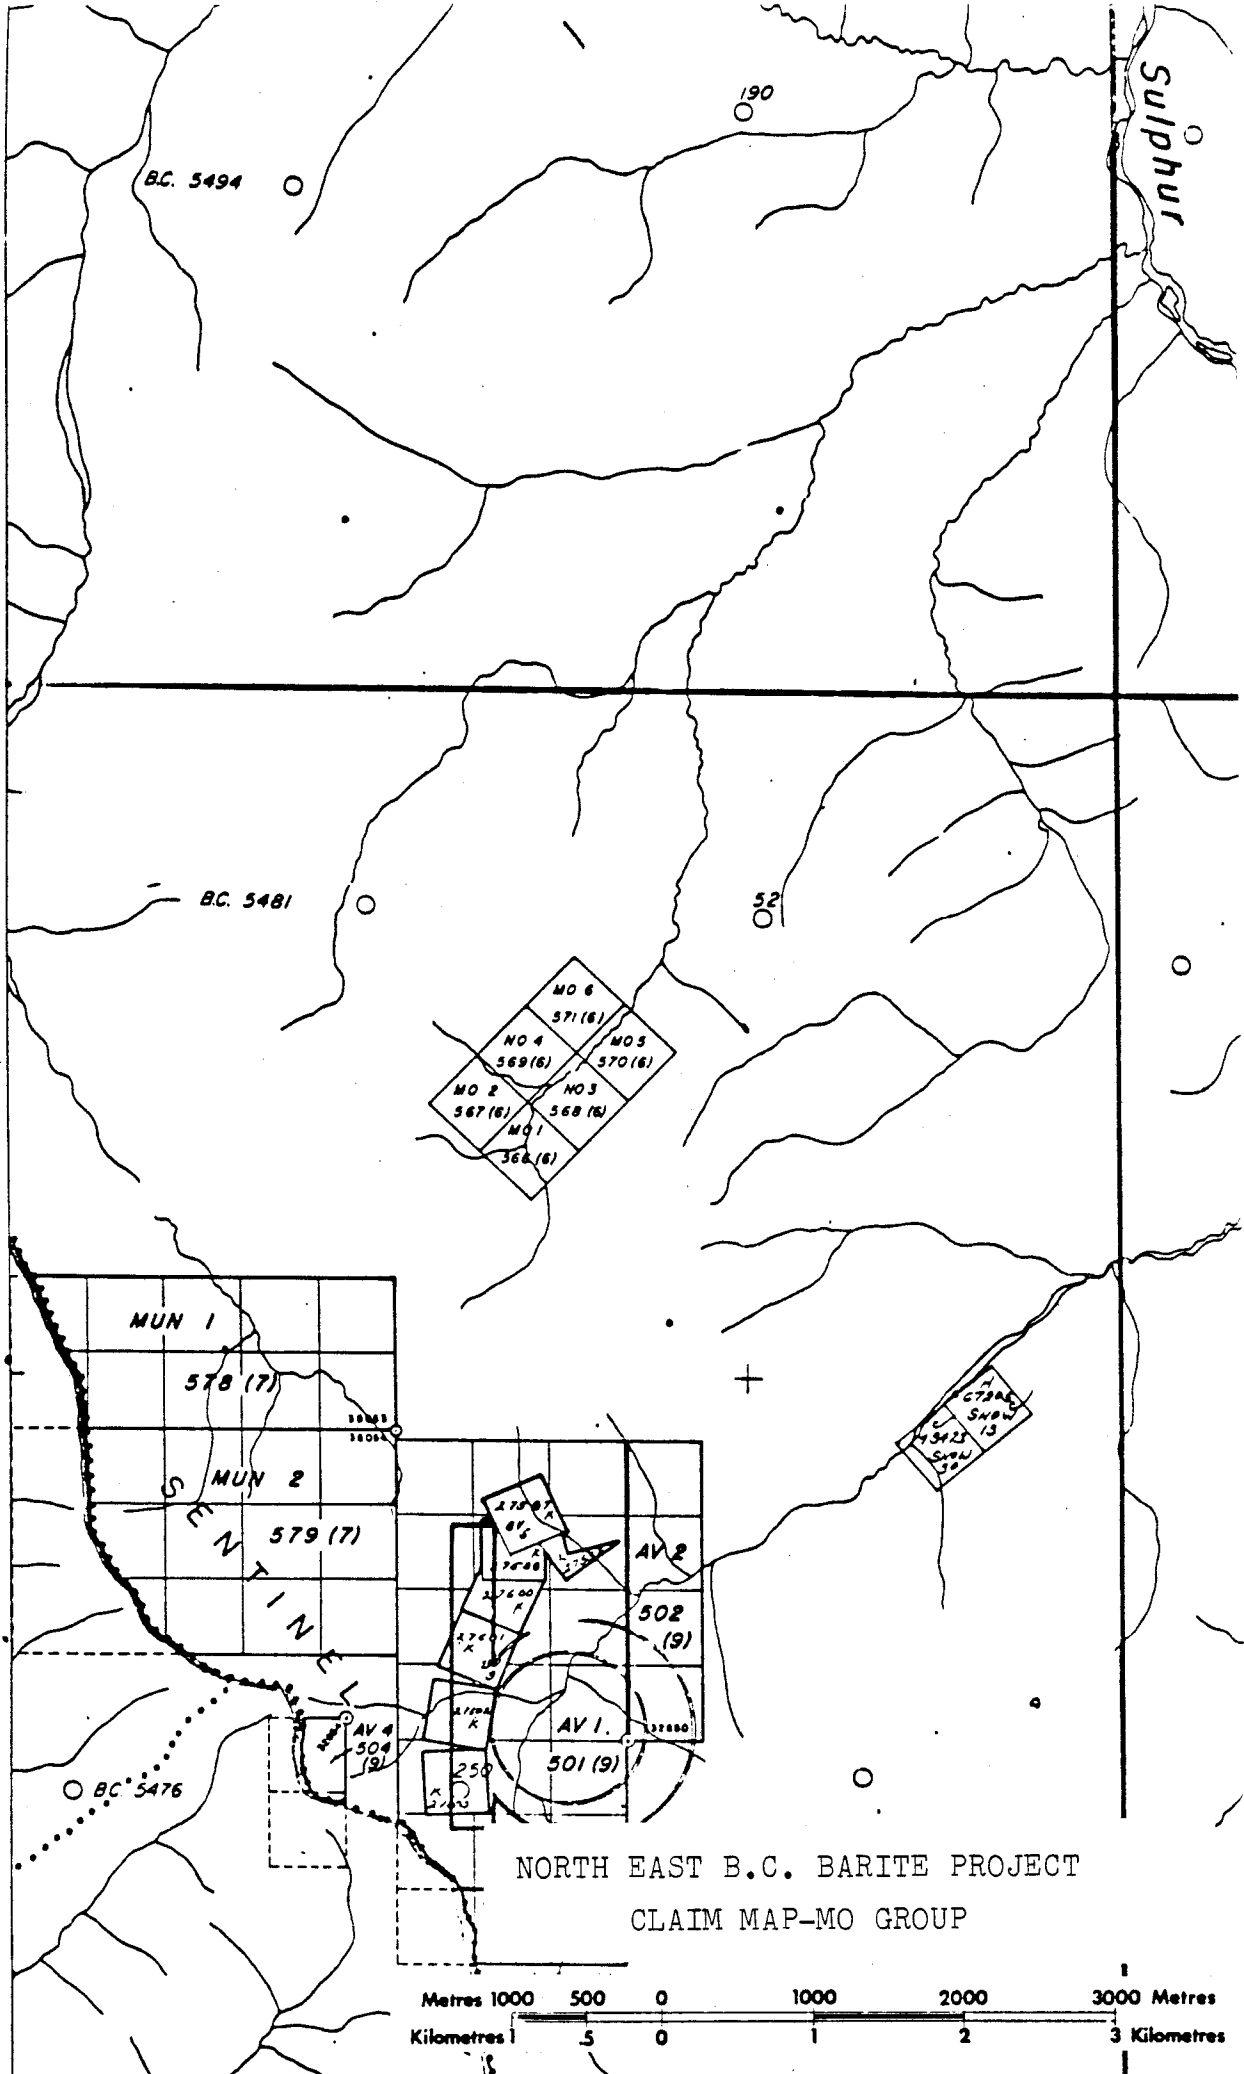 Sulphur
190
B.C. 5494
B.C. 5481
52
MO 6
571 (6)
NO 4
569 (6)
MO 5
570 (6)
MO 2
567 (6)
NO 3
568 (6)
MO 1
566 (6)
MUN 1
578 (7)
MUN 2
579 (7)
SENTINEL
SNOW
13
SNOW
AV 2
502
(9)
27600
K
AV 1.
501 (9)
AV 4
504
(9)
250
B.C. 5476
NORTH EAST B.C. BARITE PROJECT
CLAIM MAP-MO GROUP
Metres 1000 500 0 1000 2000 3000 Metres
Kilometres 1 .5 0 1 2 3 Kilometres